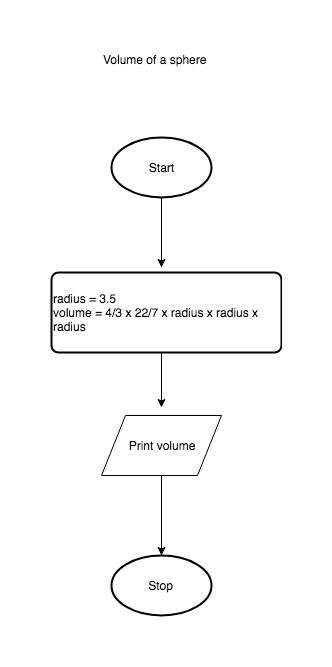 Volume of a sphere
Start
radius = 3.5
volume = 4/3 x 22/7 x radius x radius x
radius
Print volume
Stop